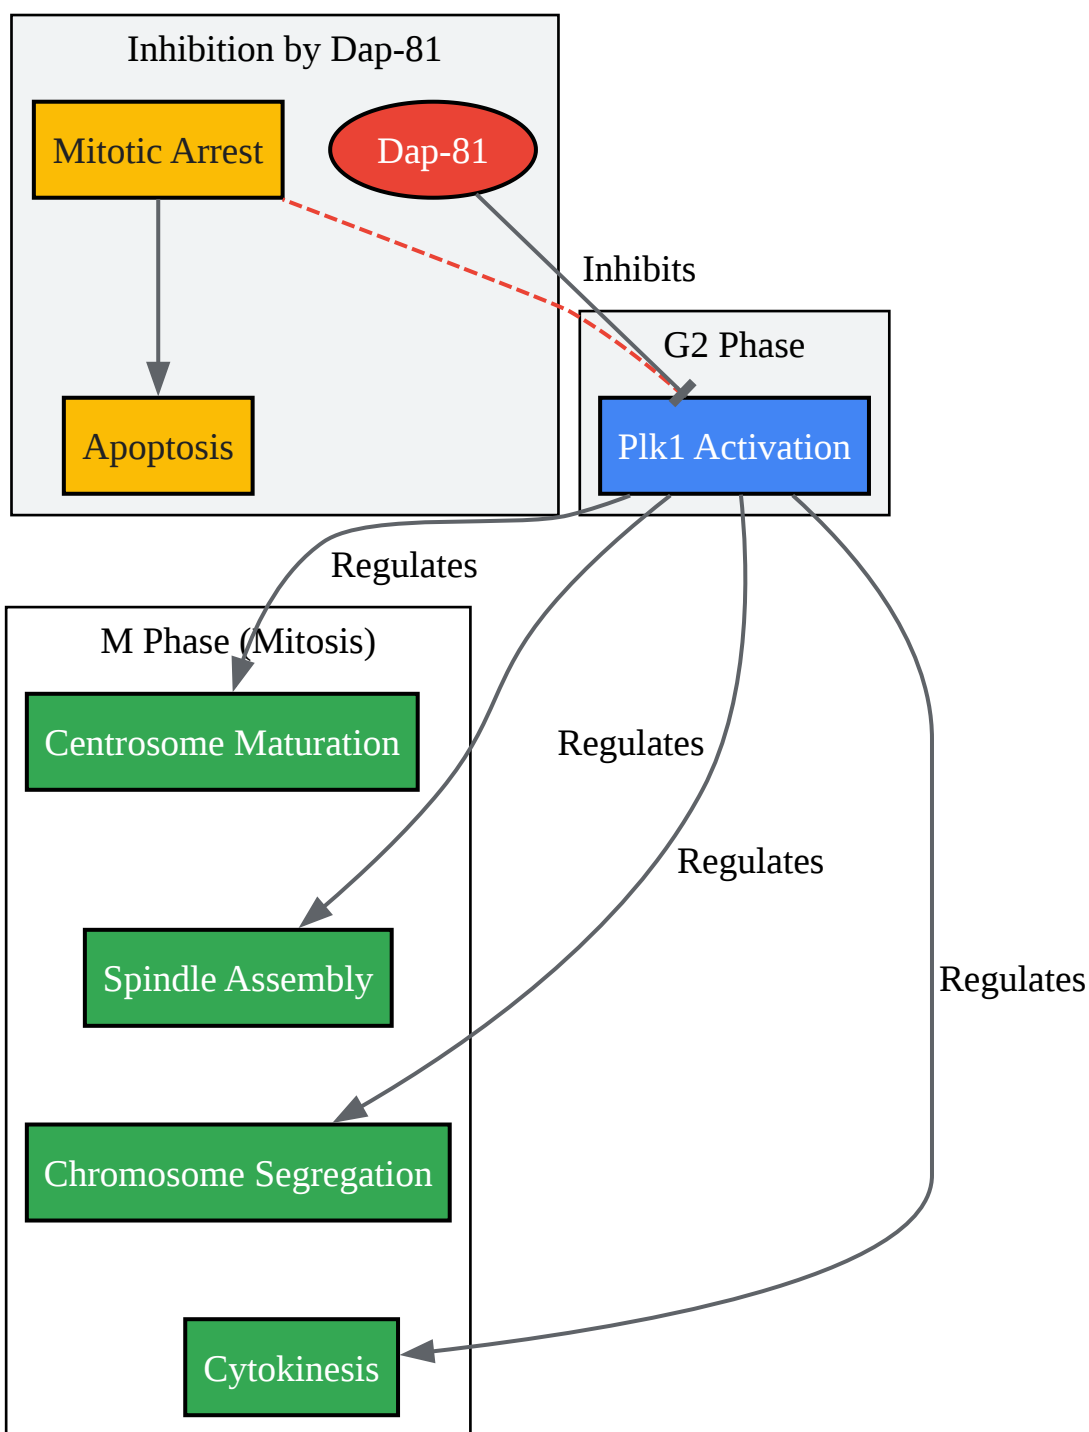 Inhibition by Dap-81
Mitotic Arrest
Dap-81
Inhibits
G2 Phase
Apoptosis
Plk1 Activation
Regulates
M Phase (Mitosis)
Centrosome Maturation
Regulates
Regulates
Spindle Assembly
Regulates
Chromosome Segregation
Cytokinesis